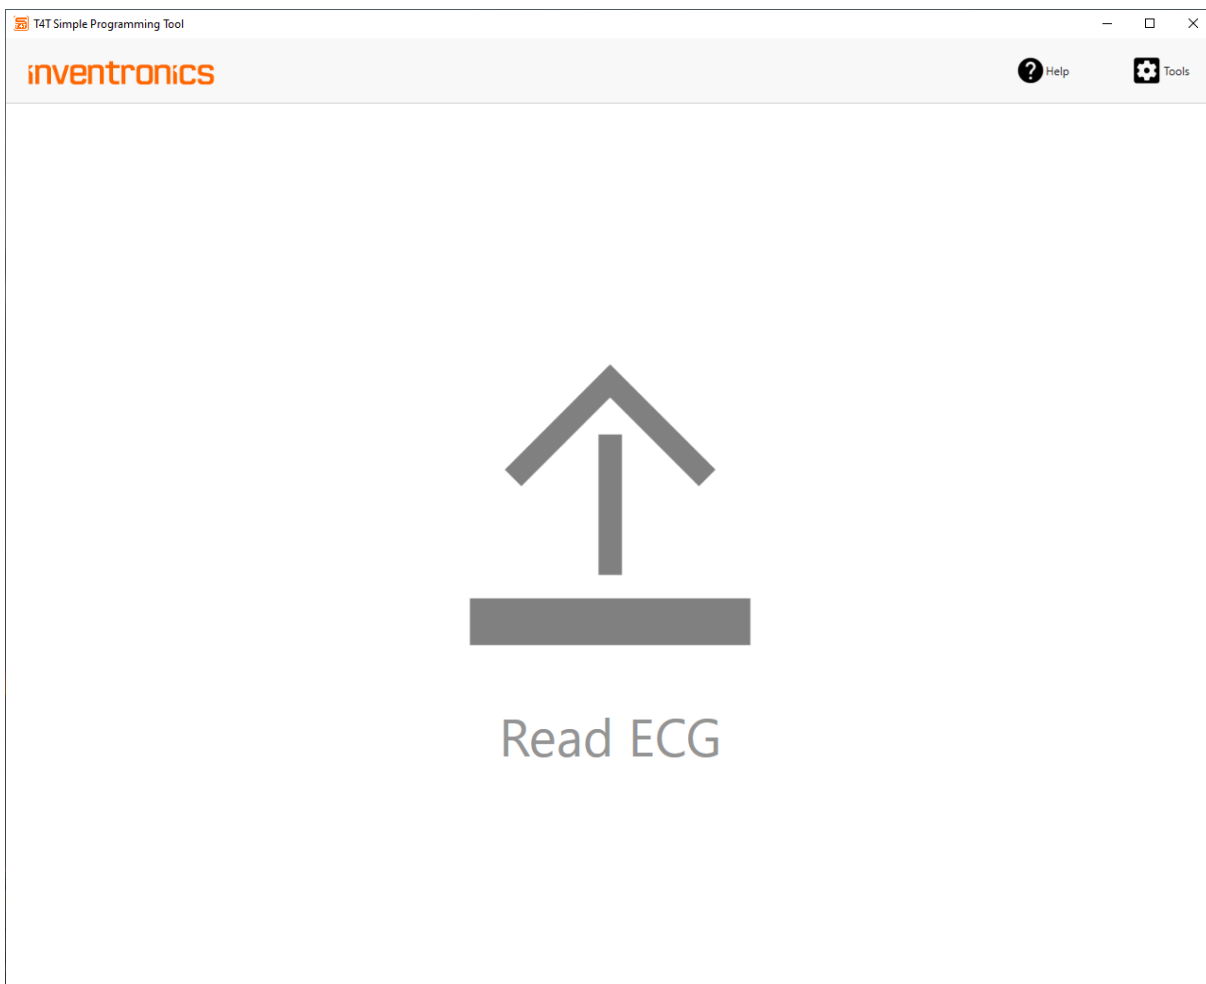 T4T Simple Programming Tool
inventronics
Help
Tools
Read ECG